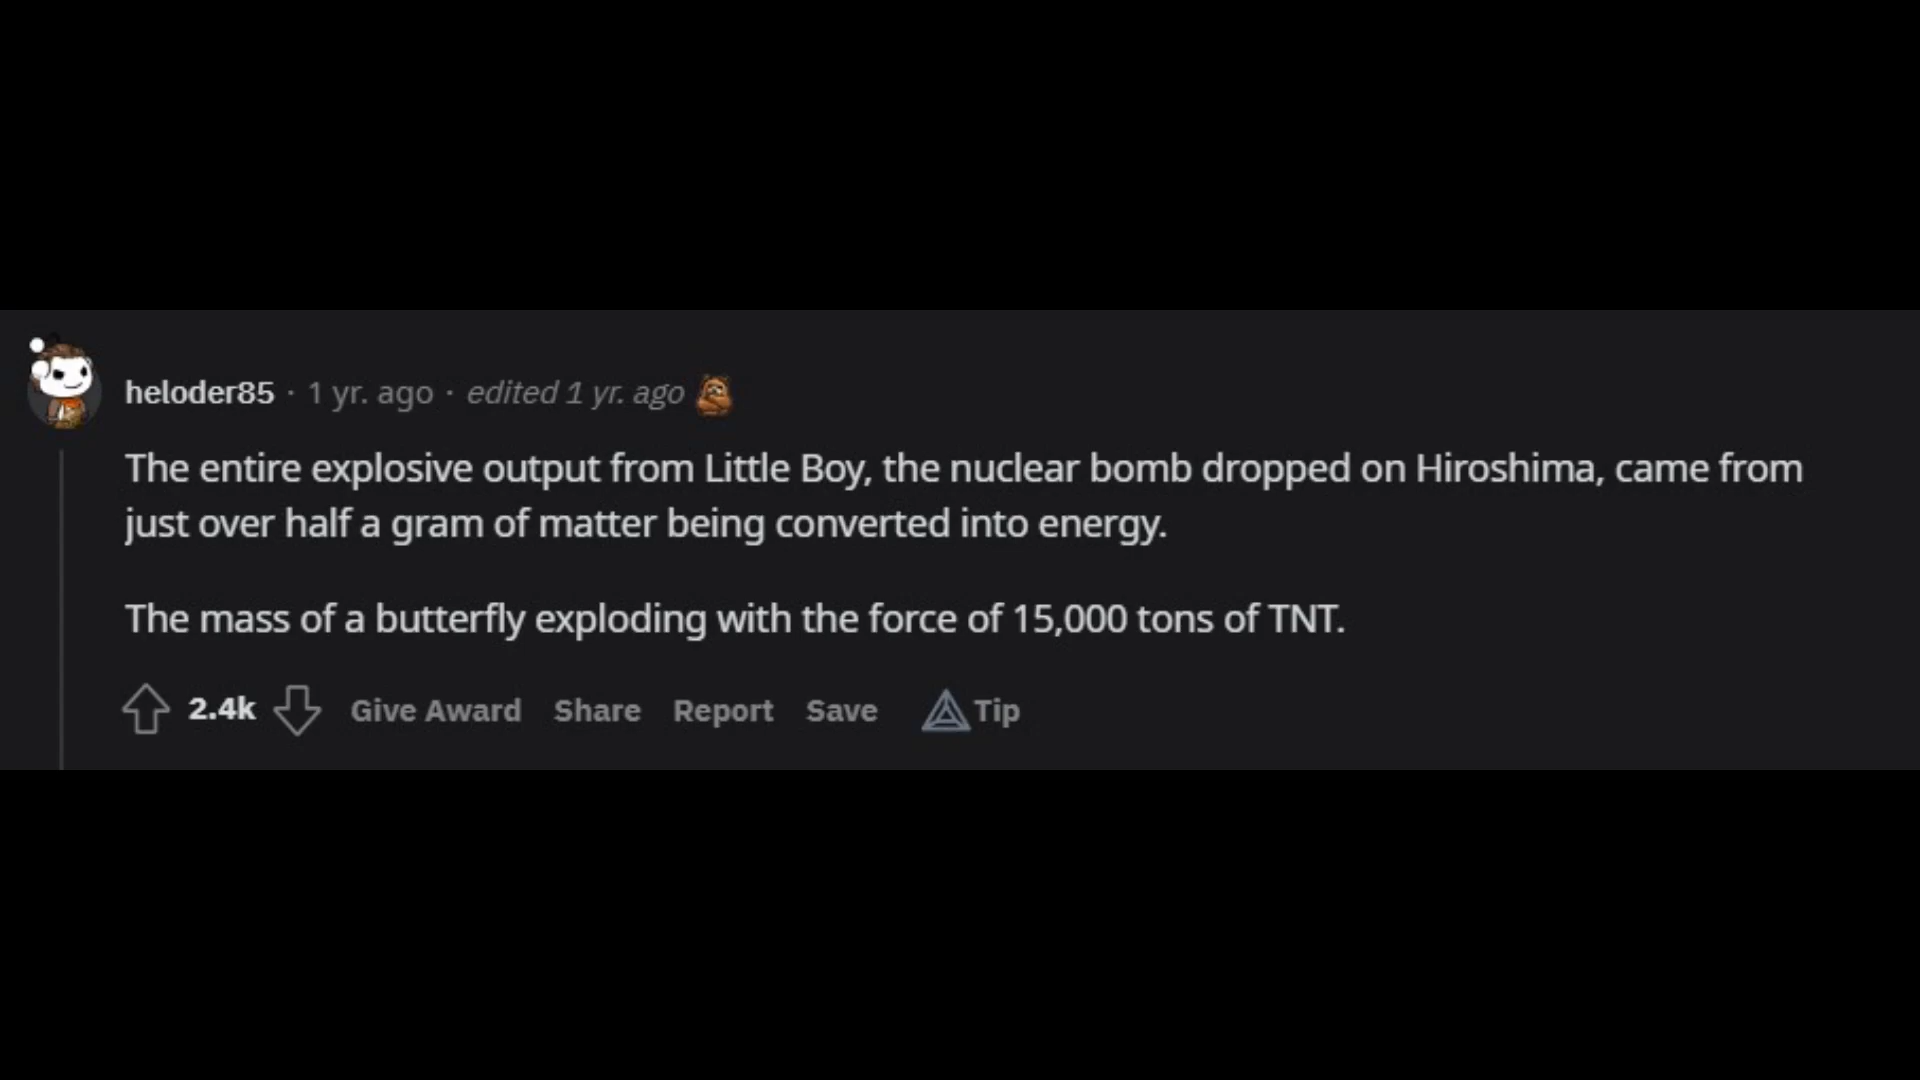 heloder85 · 1 yr. ago · edited 1 yr. ago
The entire explosive output from Little Boy, the nuclear bomb dropped on Hiroshima, came from
just over half a gram of matter being converted into energy.
The mass of a butterfly exploding with the force of 15,000 tons of TNT.
2.4k Give Award Share Report Save Tip